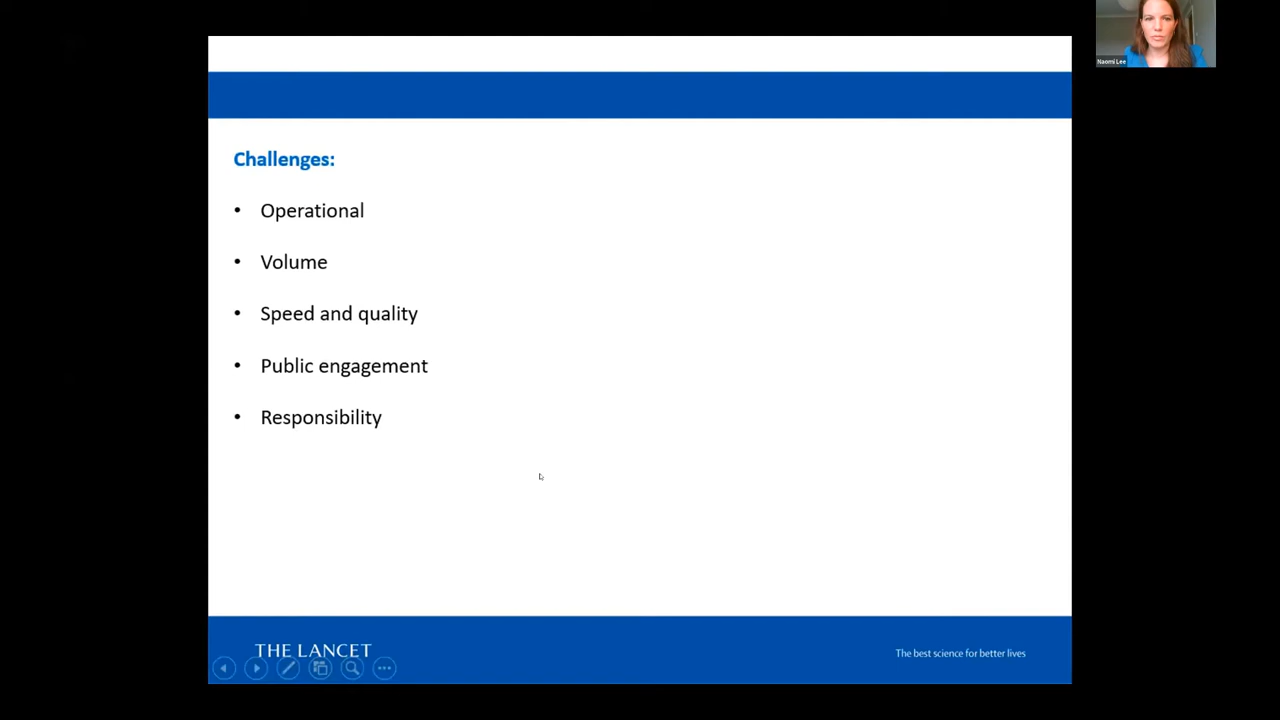 Naomi Lee
Challenges:
• Operational
• Volume
• Speed and quality
• Public engagement
• Responsibility
THE LANCET
The best science for better lives